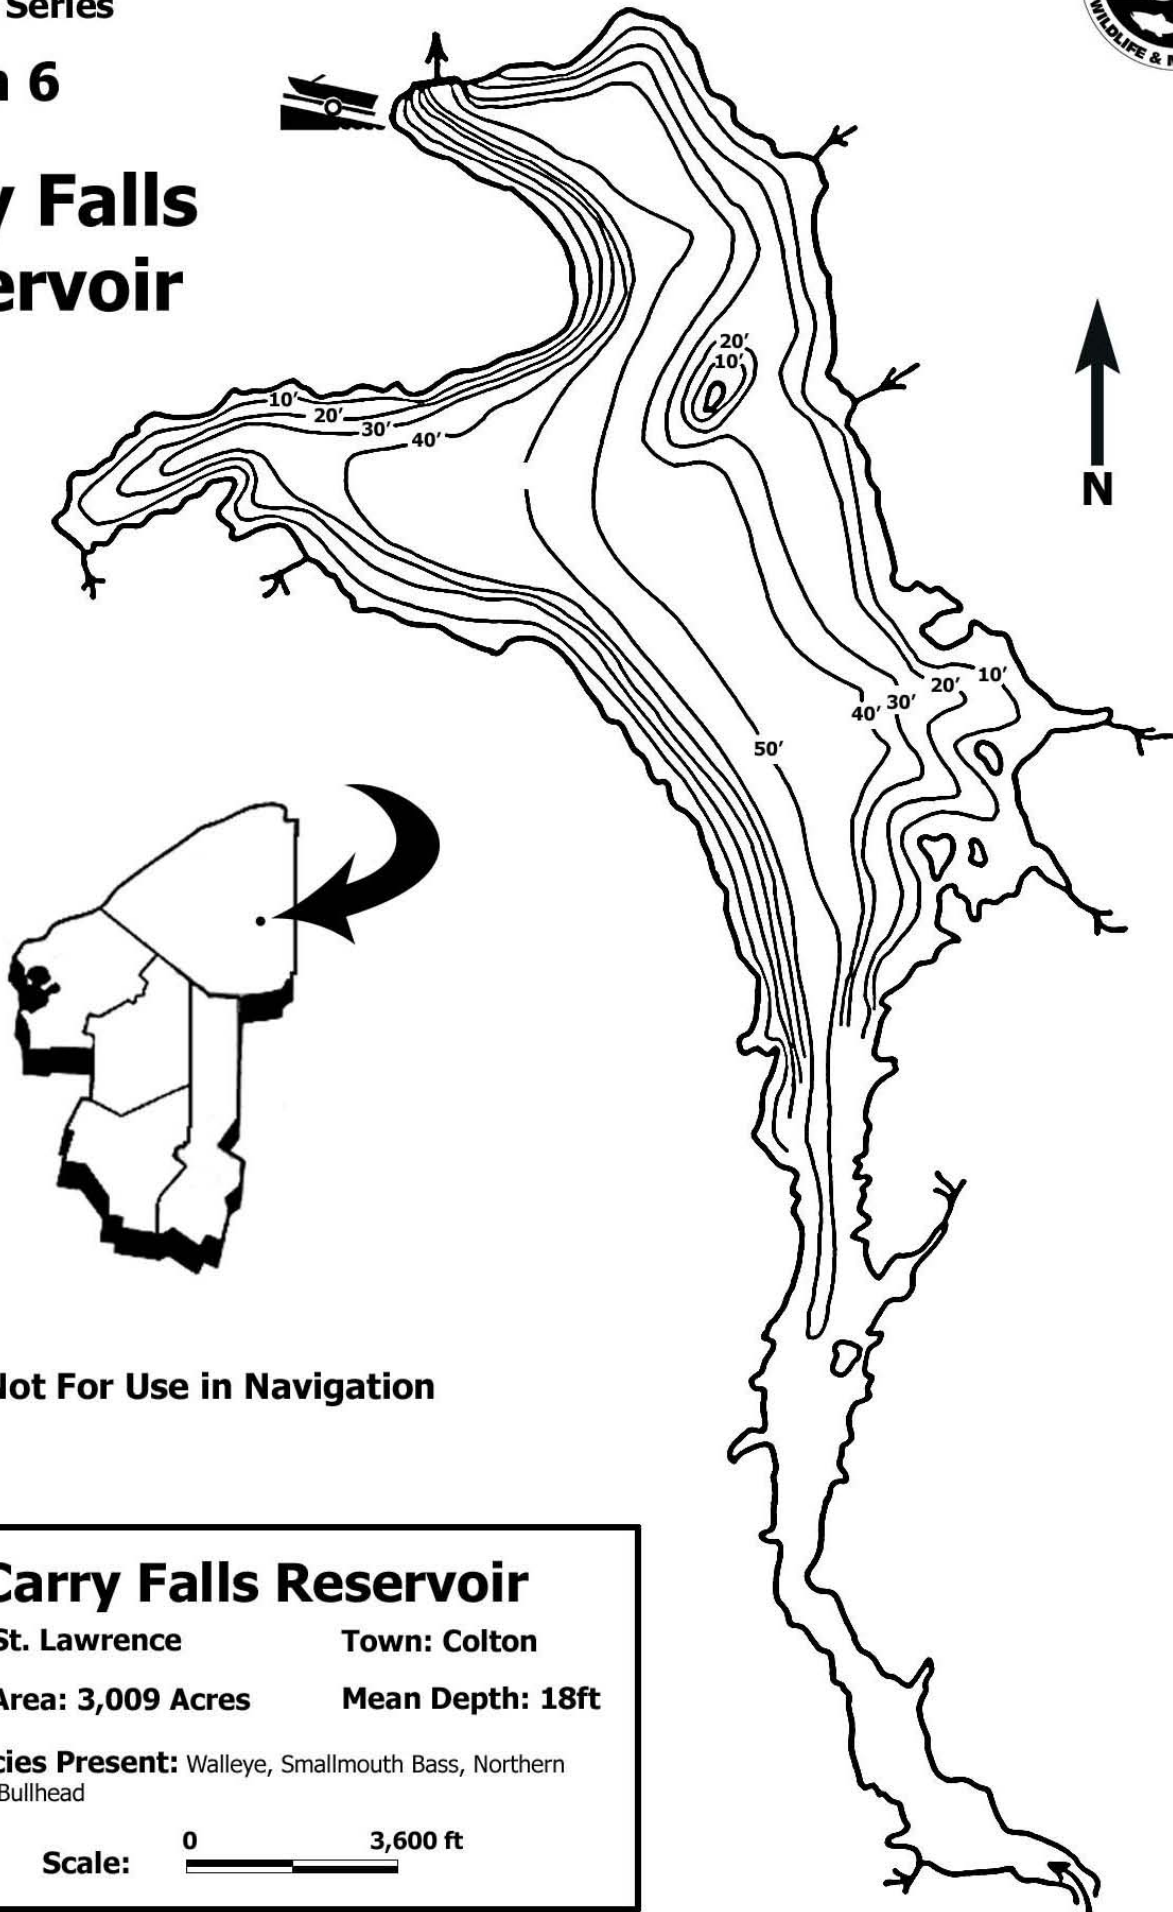 Series
WILDLIFE &
6
y Falls
ervoir
20'
10'
10'
20'
30'
40'
N
10'
20'
30'
40'
50'
Not For Use in Navigation
Carry Falls Reservoir
St. Lawrence Town: Colton
Area: 3,009 Acres Mean Depth: 18ft
cies Present: Walleye, Smallmouth Bass, Northern
Bullhead
0 3,600 ft
Scale: